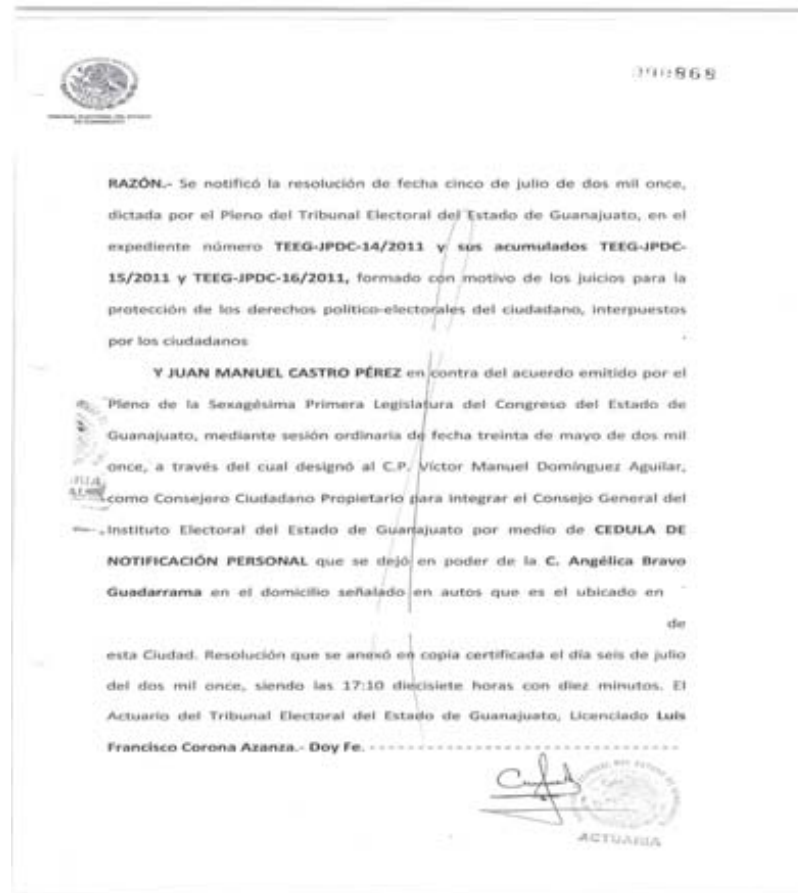 868
TRIBUNAL ELECTORAL DEL ESTADO
DE GUANAJUATO
RAZÓN.- Se notificó la resolución de fecha cinco de julio de dos mil once,
dictada por el Pleno del Tribunal Electoral del Estado de Guanajuato, en el
expediente número TEEG-JPDC-14/2011 y sus acumulados TEEG-JPDC-
15/2011 y TEEG-JPDC-16/2011, formado con motivo de los juicios para la
protección de los derechos político-electorales del ciudadano, interpuestos
por los ciudadanos
Y JUAN MANUEL CASTRO PÉREZ en contra del acuerdo emitido por el
Pleno de la Sexagésima Primera Legislatura del Congreso del Estado de
Guanajuato, mediante sesión ordinaria de fecha treinta de mayo de dos mil
once, a través del cual designó al C.P. Víctor Manuel Domínguez Aguilar,
como Consejero Ciudadano Propietario para integrar el Consejo General del
Instituto Electoral del Estado de Guanajuato por medio de CEDULA DE
NOTIFICACIÓN PERSONAL que se dejó en poder de la C. Angélica Bravo
Guadarrama en el domicilio señalado en autos que es el ubicado en
de
esta Ciudad. Resolución que se anexó en copia certificada el día seis de julio
del dos mil once, siendo las 17:10 diecisiete horas con diez minutos. El
Actuario del Tribunal Electoral del Estado de Guanajuato, Licenciado Luis
Francisco Corona Azanza.- Doy Fe. - - - - - - - - - - - - - - - - - - - - - - - - - - - - - - -
ACTUARIA